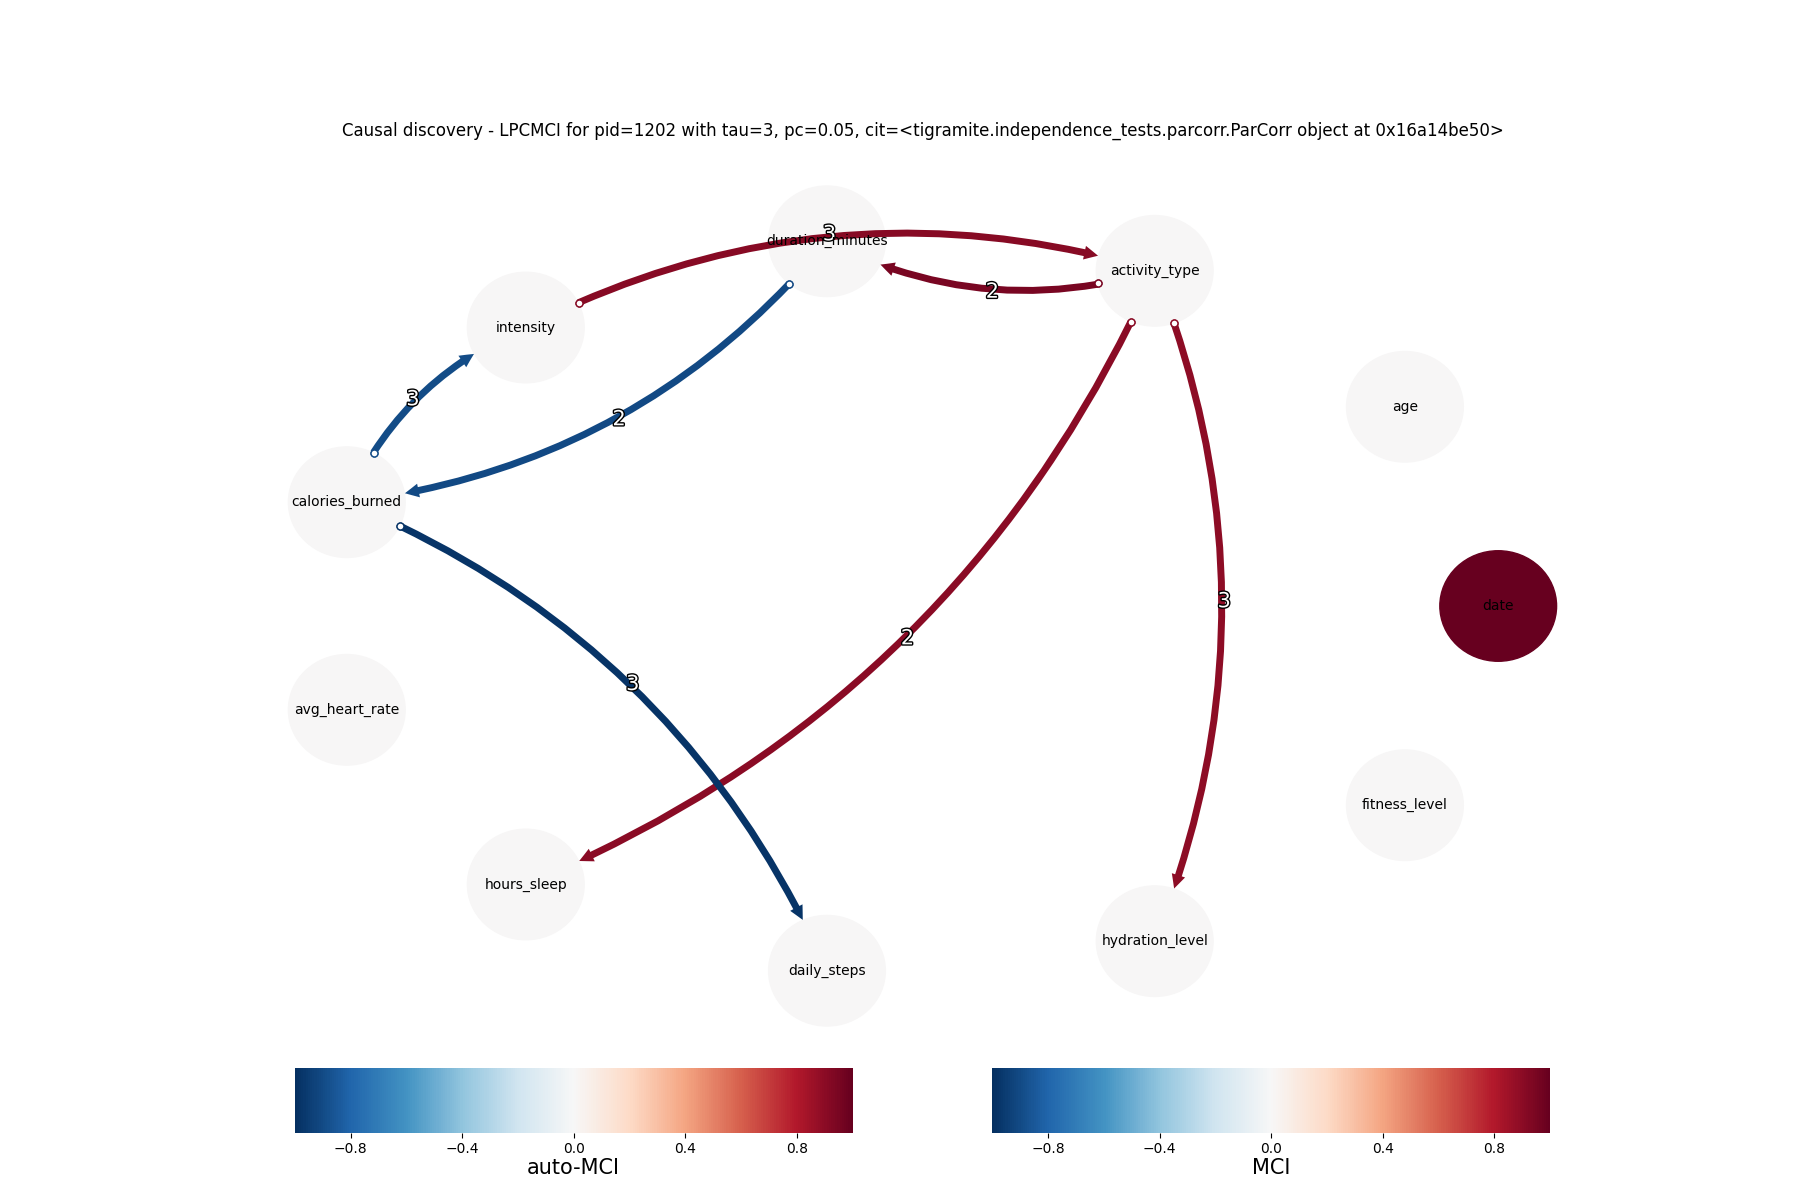 Causal discovery - LPCMCI for pid=1202 with tau=3, pc=0.05, cit=<tigramite.independence_tests.parcorr.ParCorr object at 0x16a14be50>
3
duration_minutes
activity_type
2
intensity
3
2
age
calories_burned
3
date
2
3
avg_heart_rate
fitness_level
hours_sleep
hydration_level
daily_steps
−0.8 −0.4 0.0 0.4 0.8
auto-MCI
−0.8 −0.4 0.0 0.4 0.8
MCI